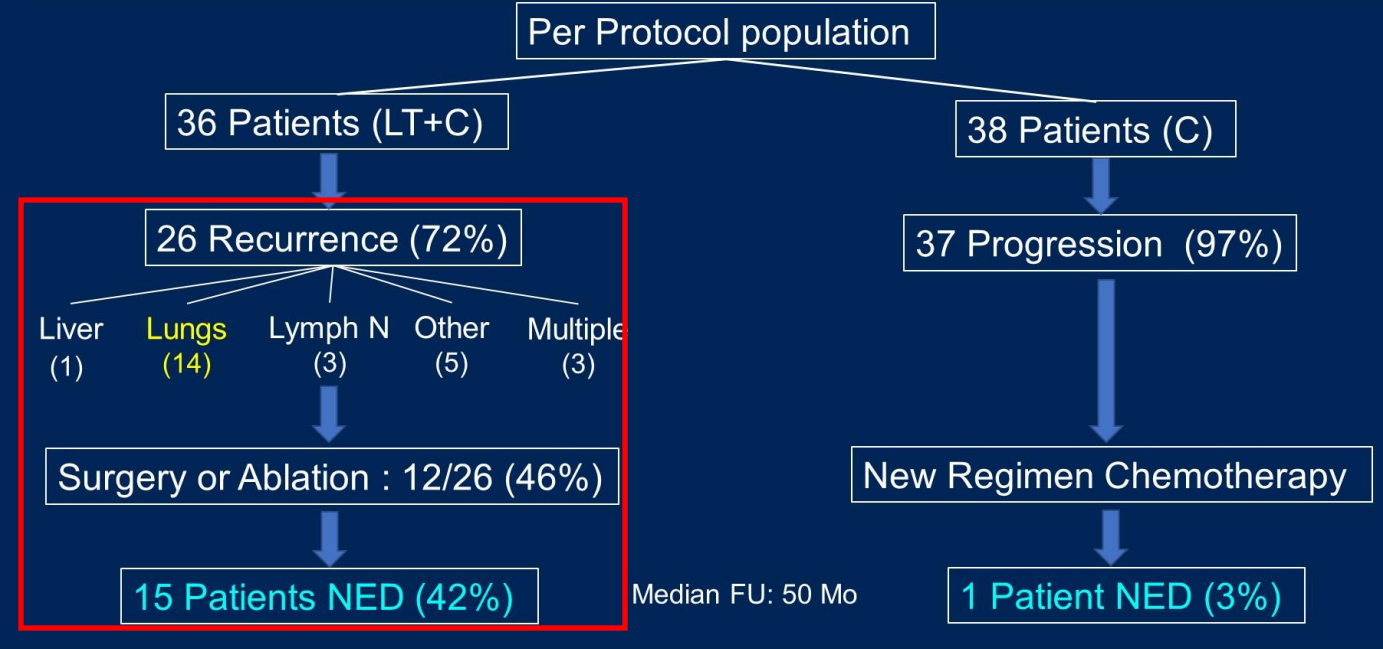 Per Protocol population
36 Patients (LT+C)
38 Patients (C)
26 Recurrence (72%)
37 Progression (97%)
Liver Lungs Lymph N Other Multiple
(1) (14) (3) (5) (3)
Surgery or Ablation : 12/26 (46%)
New Regimen Chemotherapy
15 Patients NED (42%)
Median FU: 50 Mo
1 Patient NED (3%)